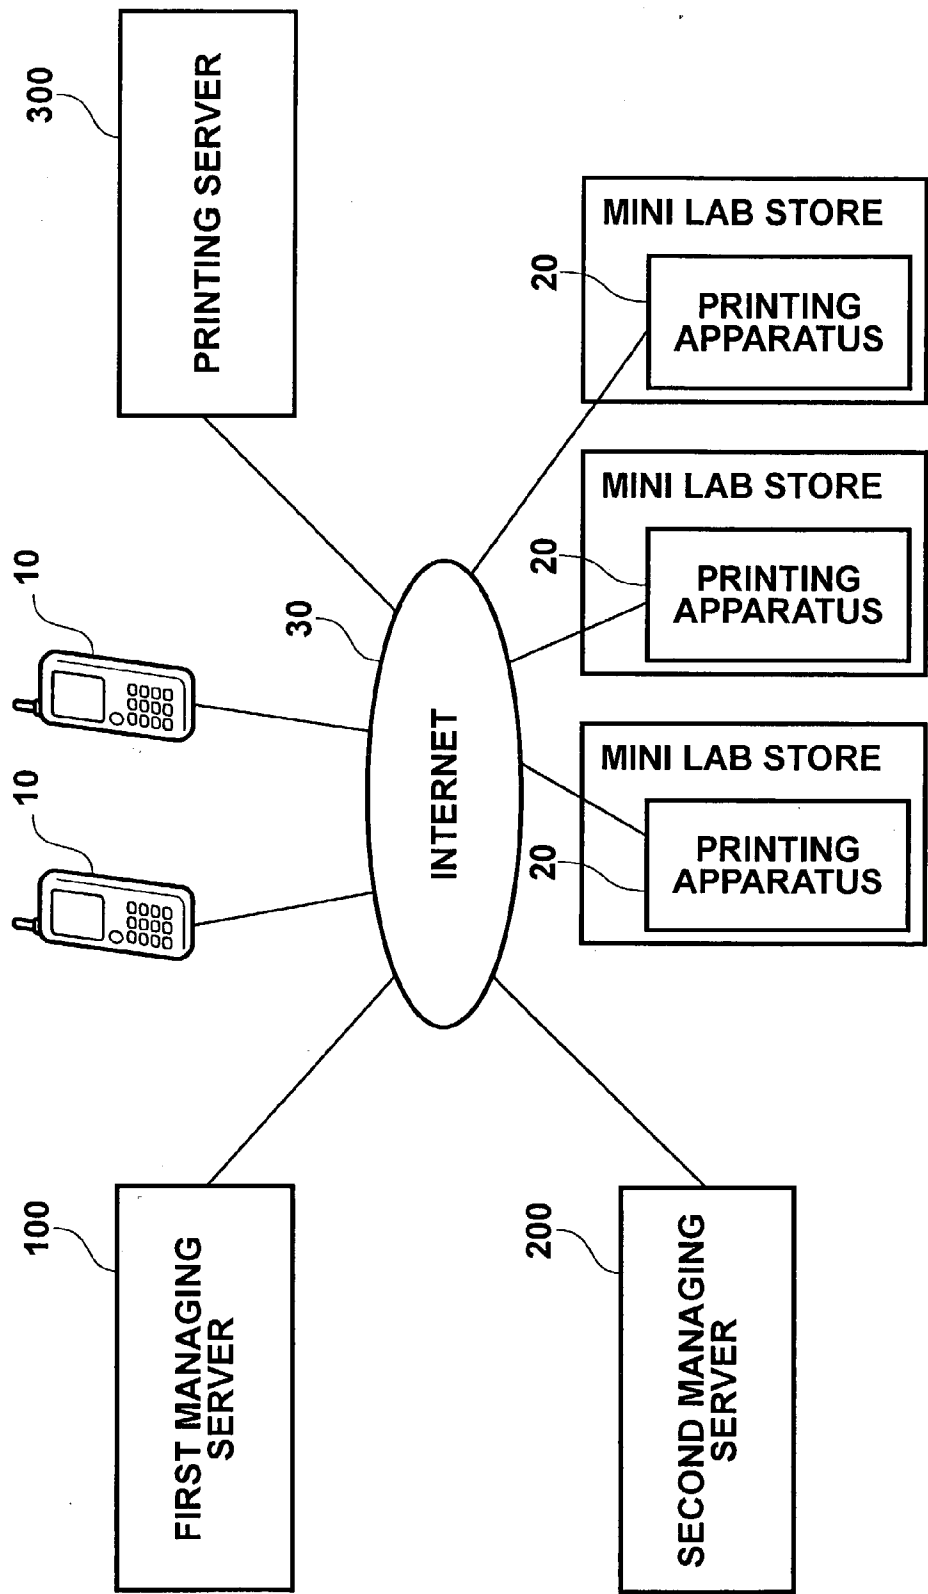 300
PRINTING SERVER
10
10
30
INTERNET
100
FIRST MANAGING
SERVER
200
SECOND MANAGING
SERVER
MINI LAB STORE
20
PRINTING
APPARATUS
MINI LAB STORE
20
PRINTING
APPARATUS
MINI LAB STORE
20
PRINTING
APPARATUS